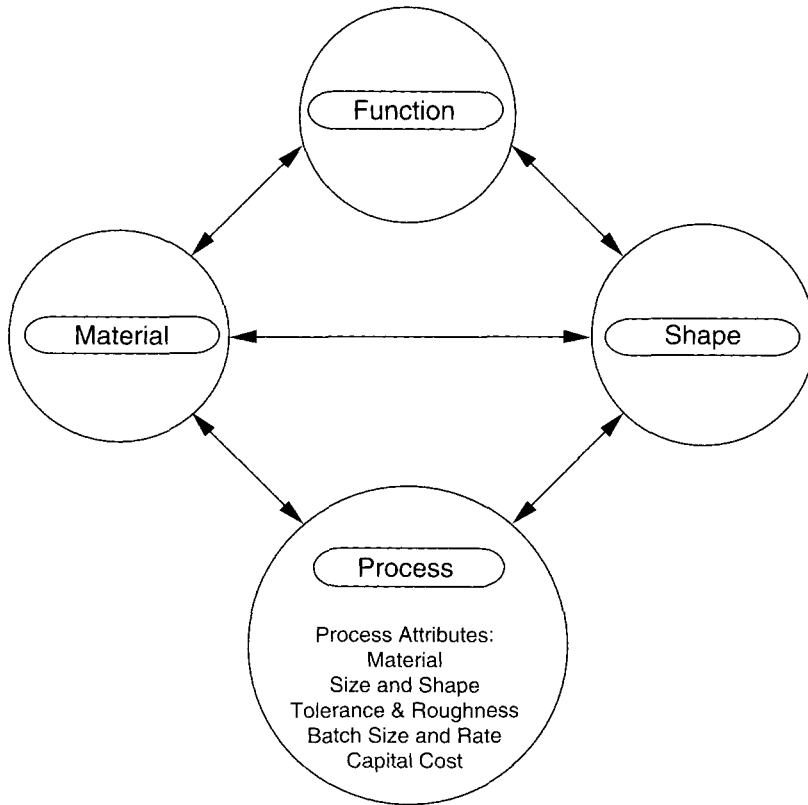 Function
Material
Shape
Process
Process Attributes:
Material
Size and Shape
Tolerance & Roughness
Batch Size and Rate
Capital Cost